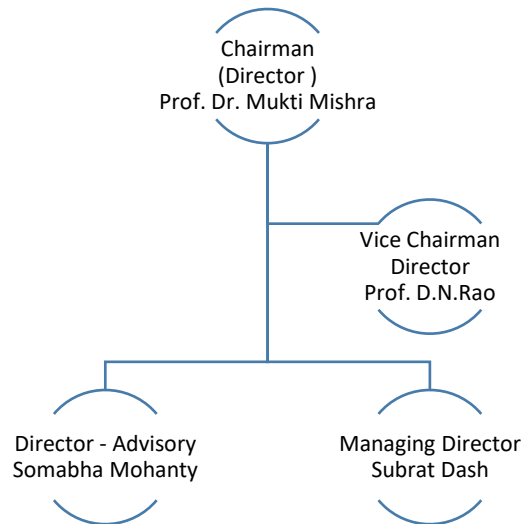 Chairman
(Director )
Prof. Dr. Mukti Mishra
Vice Chairman
Director
Prof. D.N.Rao
Director - Advisory
Somabha Mohanty
Managing Director
Subrat Dash